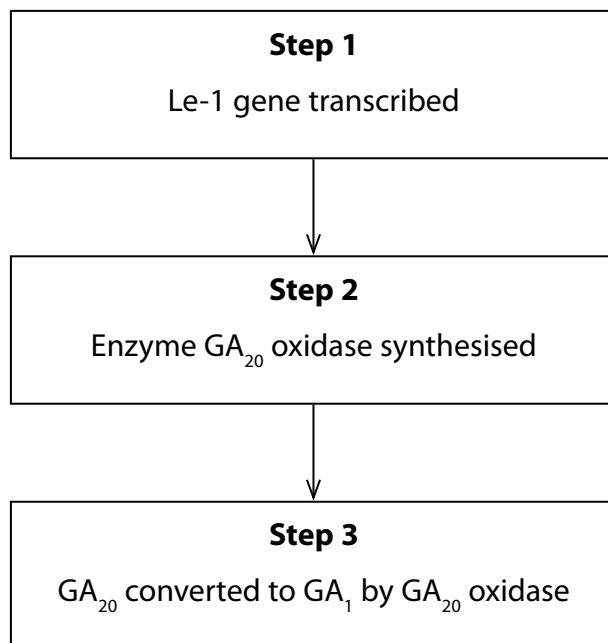 Step 1
Le-1 gene transcribed
Step 2
Enzyme GA₂₀ oxidase synthesised
Step 3
GA₂₀ converted to GA₁ by GA₂₀ oxidase